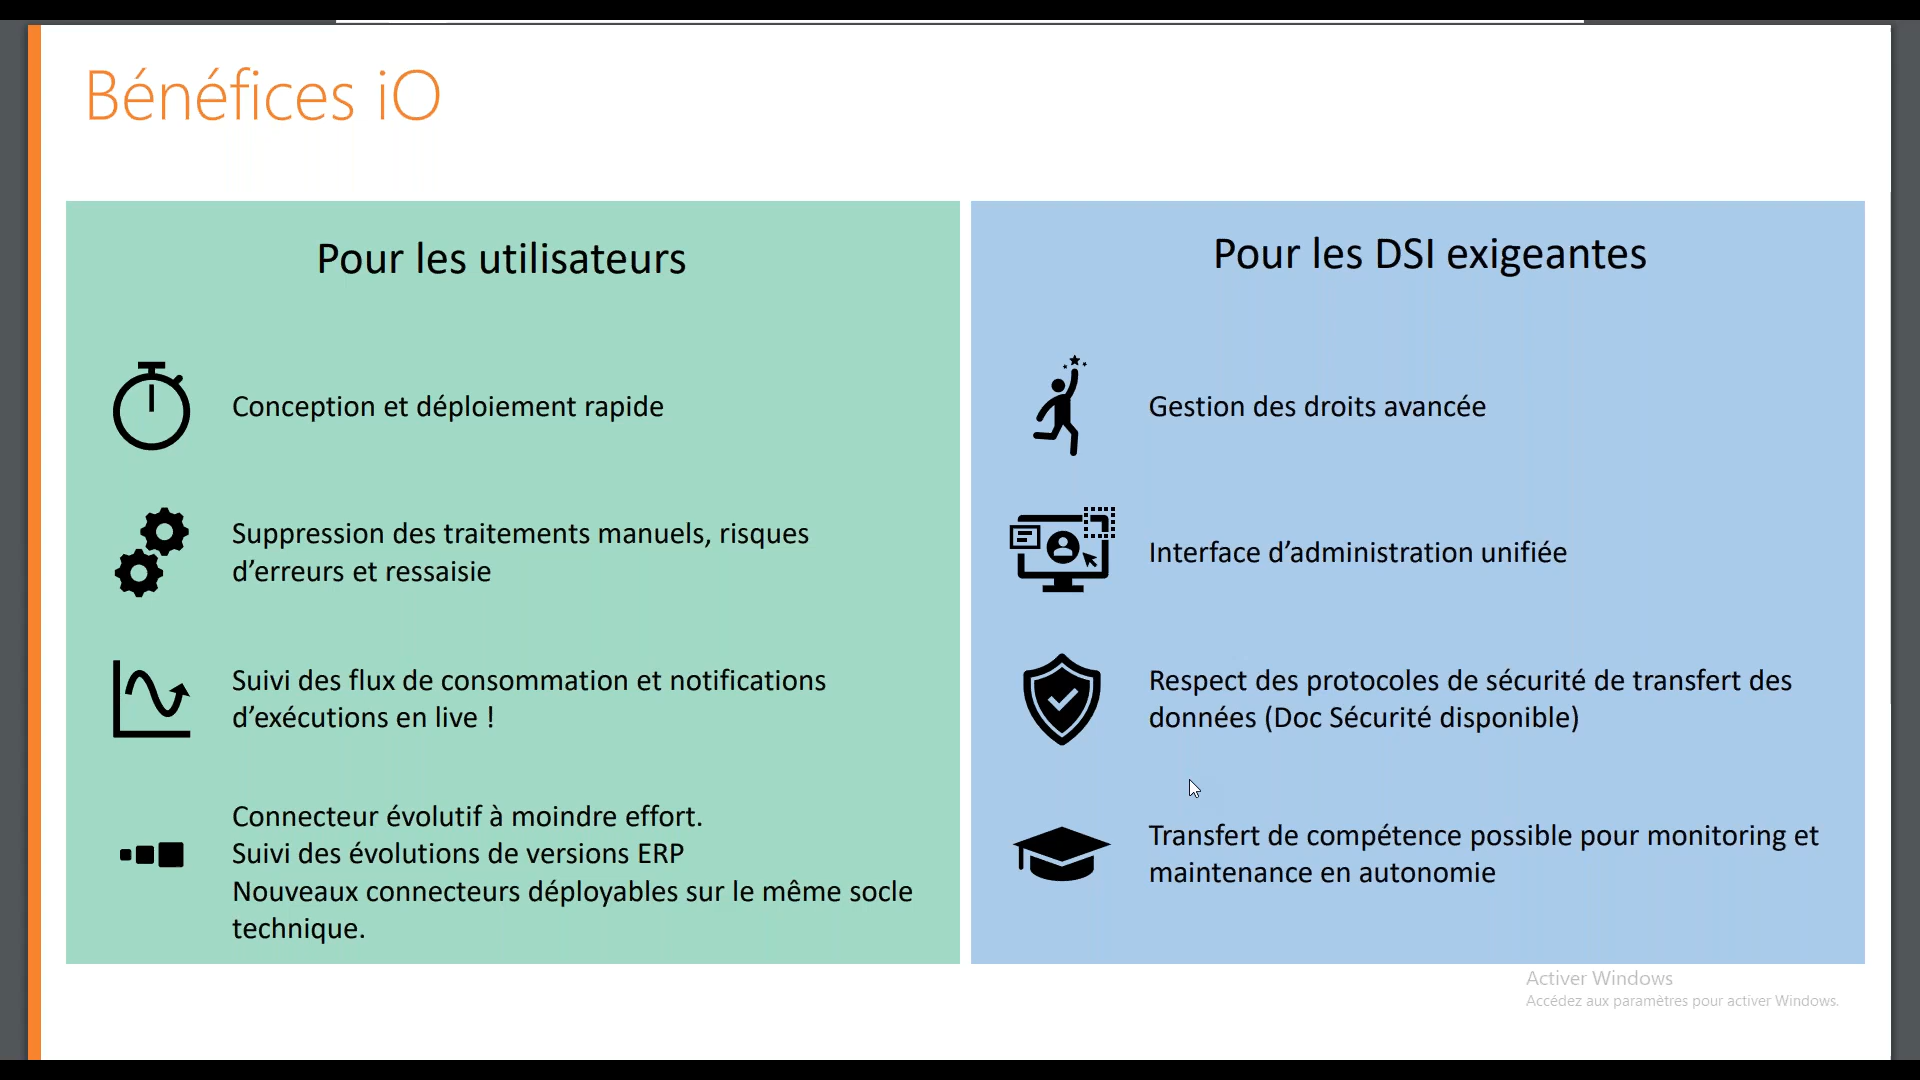 Bénéfices iO
Pour les utilisateurs
Conception et déploiement rapide
Suppression des traitements manuels, risques
d’erreurs et ressaisie
Suivi des flux de consommation et notifications
d’exécutions en live !
Connecteur évolutif à moindre effort.
Suivi des évolutions de versions ERP
Nouveaux connecteurs déployables sur le même socle
technique.
Pour les DSI exigeantes
Gestion des droits avancée
Interface d’administration unifiée
Respect des protocoles de sécurité de transfert des
données (Doc Sécurité disponible)
Transfert de compétence possible pour monitoring et
maintenance en autonomie
Activer Windows
Accédez aux paramètres pour activer Windows.